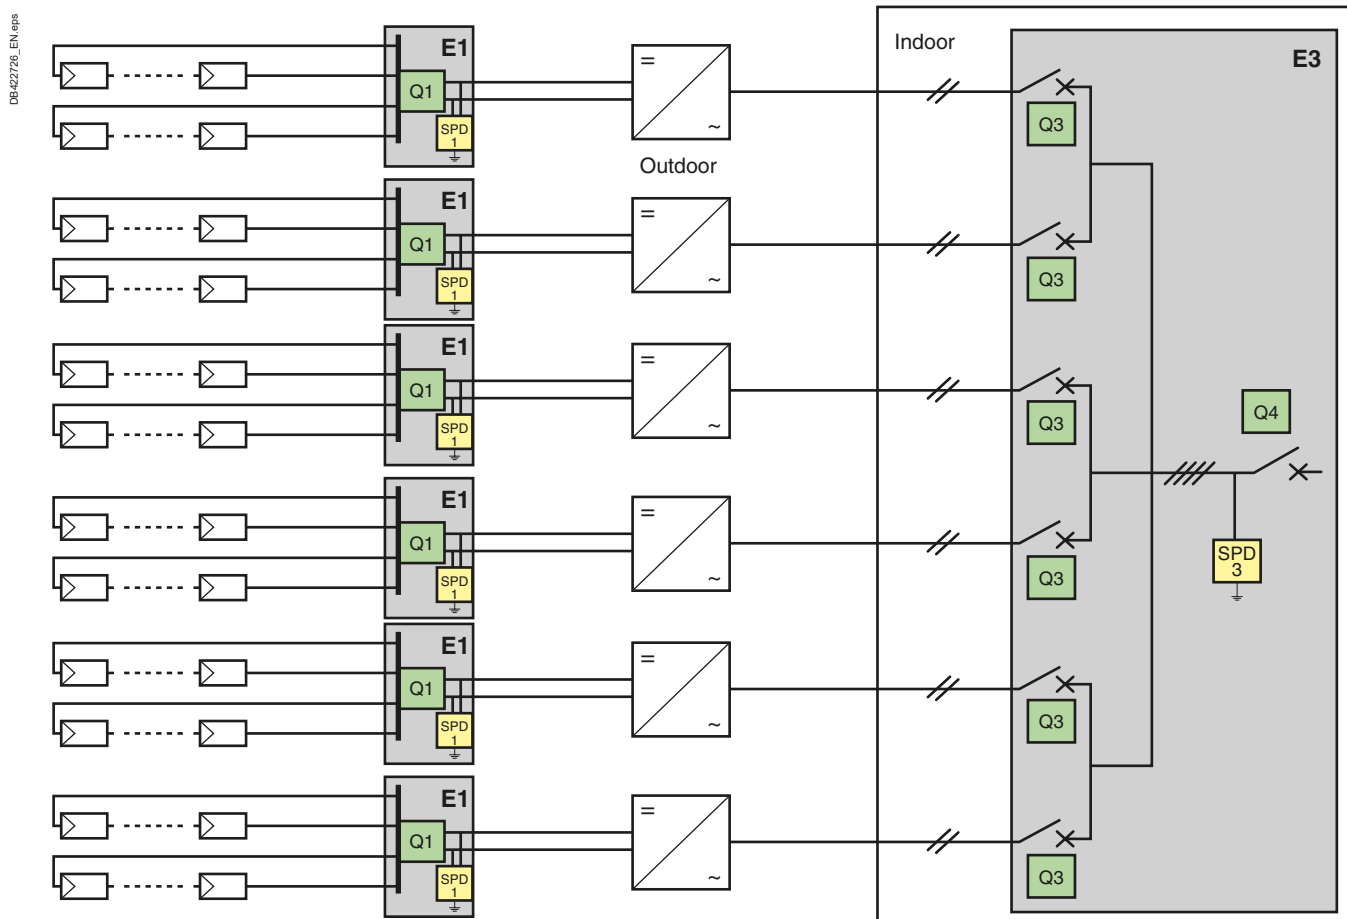 DB422726_EN.eps
Indoor
Outdoor
E3
E1
Q1
SPD
1
=
~
Q3
E1
Q1
SPD
1
=
~
Q3
E1
Q1
SPD
1
=
~
Q3
Q4
SPD
3
E1
Q1
SPD
1
=
~
Q3
E1
Q1
SPD
1
=
~
Q3
E1
Q1
SPD
1
=
~
Q3